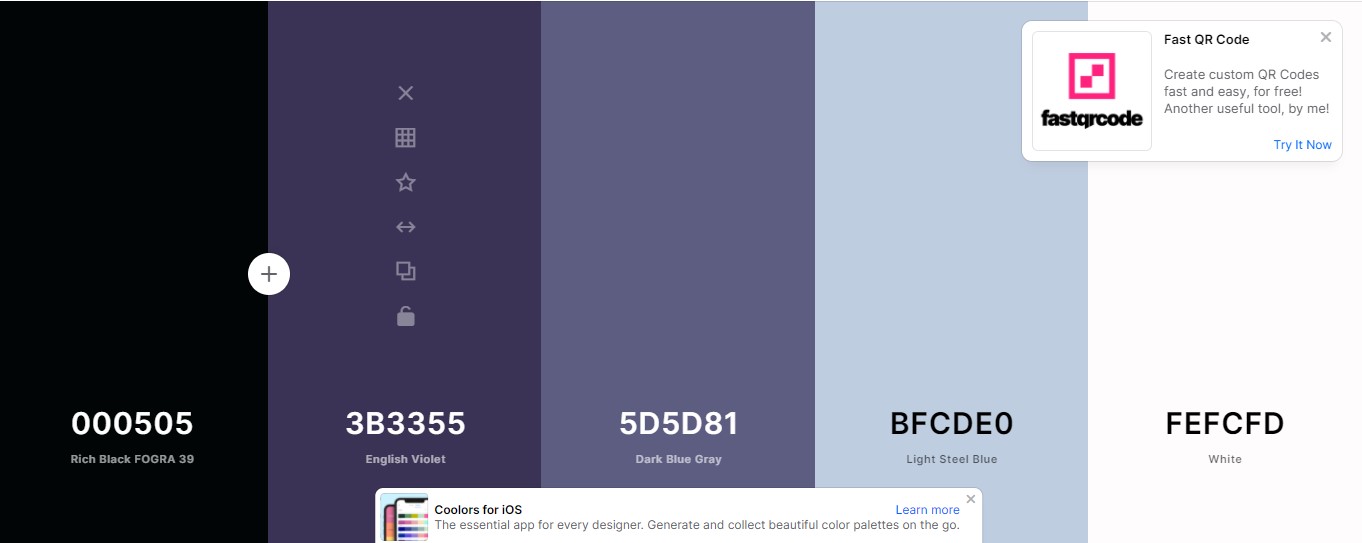 Fast QR Code
Create custom QR Codes
fast and easy, for free!
Another useful tool, by me!
fastqrcode
Try It Now
000505
3B3355
5D5D81
BFCDE0
FEFCFD
Rich Black FOGRA 39
English Violet
Dark Blue Gray
Light Steel Blue
White
Coolors for iOS
Learn more
The essential app for every designer. Generate and collect beautiful color palettes on the go.